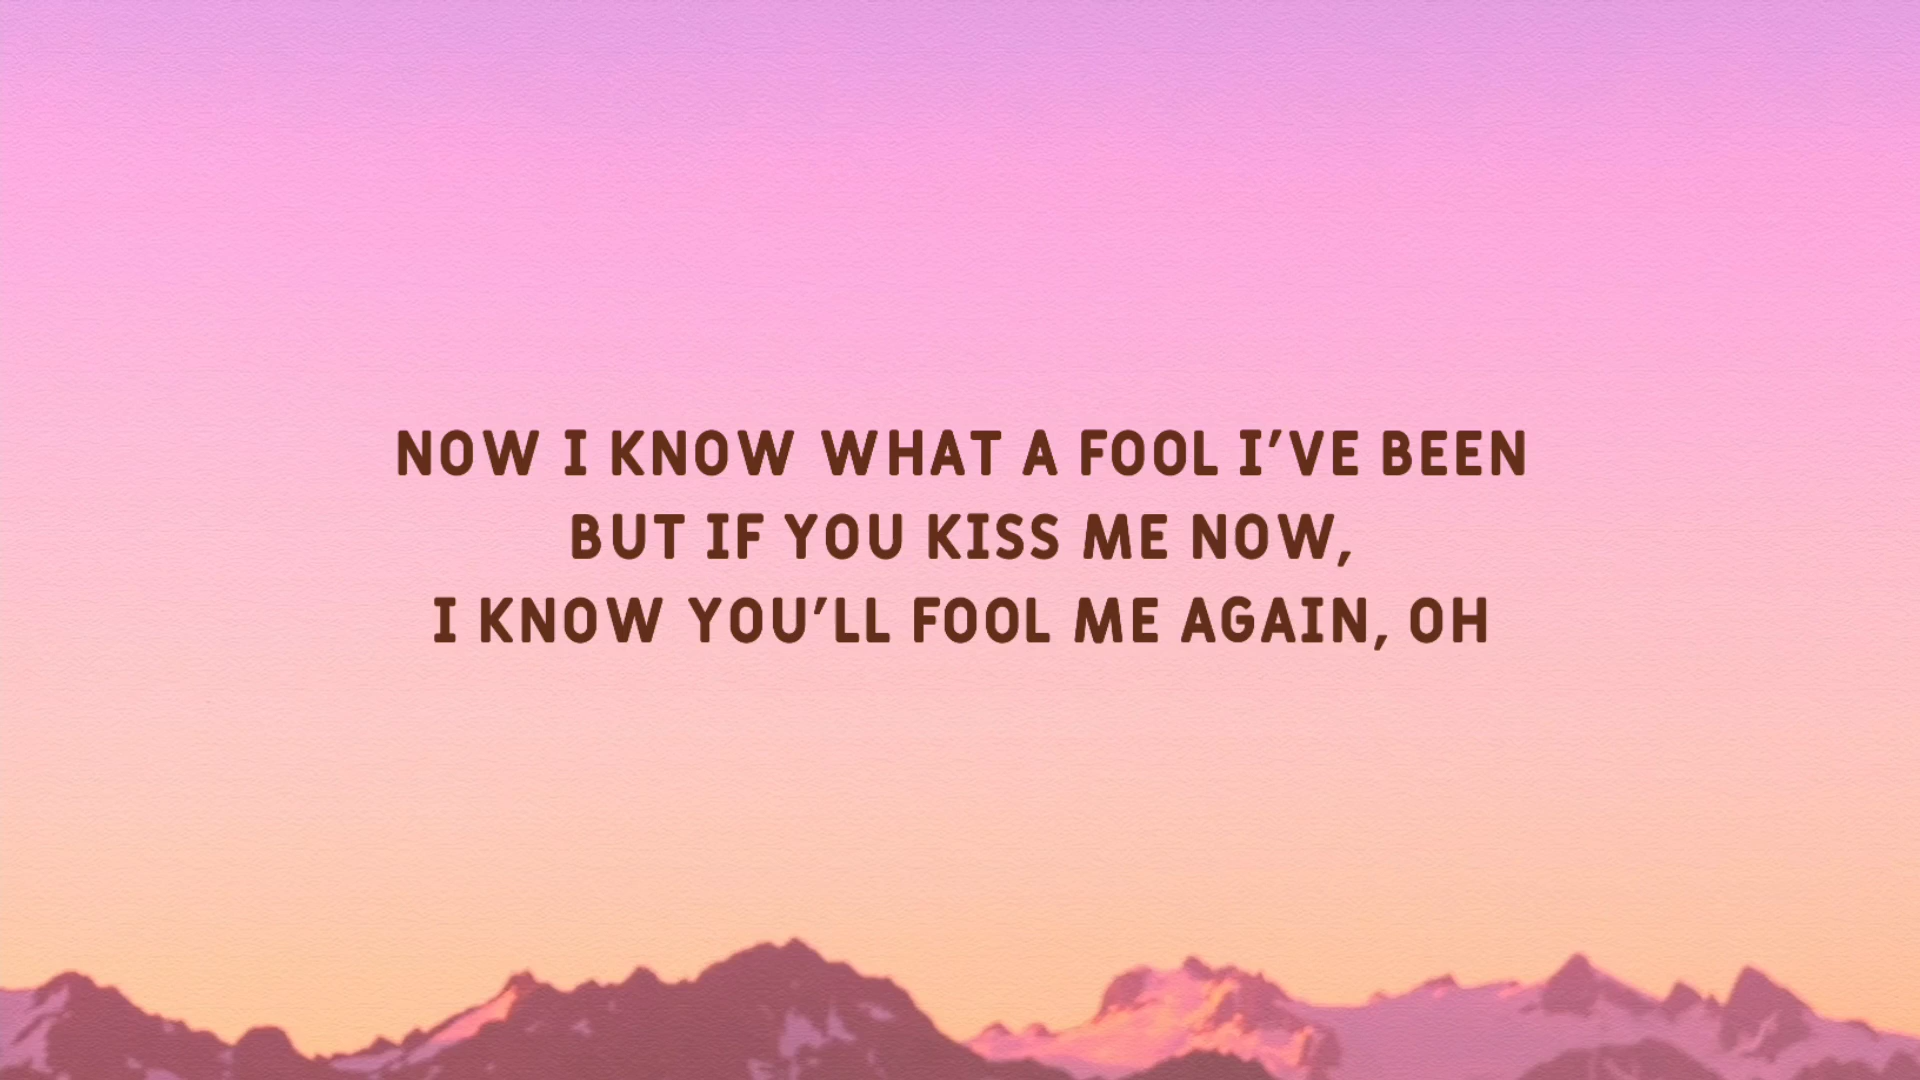 NOW I KNOW WHAT A FOOL I’VE BEEN
BUT IF YOU KISS ME NOW,
I KNOW YOU’LL FOOL ME AGAIN, OH